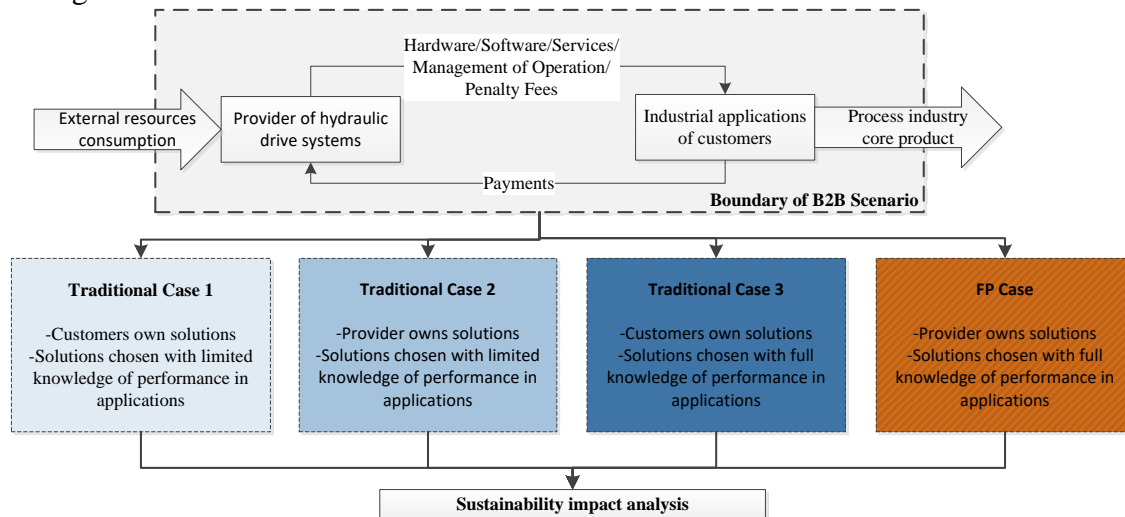 Hardware/Software/Services/
Management of Operation/
Penalty Fees
External resources
consumption
Provider of hydraulic
drive systems
Industrial applications
of customers
Process industry
core product
Payments
Boundary of B2B Scenario
Traditional Case 1
-Customers own solutions
-Solutions chosen with limited
knowledge of performance in
applications
Traditional Case 2
-Provider owns solutions
-Solutions chosen with limited
knowledge of performance in
applications
Traditional Case 3
-Customers own solutions
-Solutions chosen with full
knowledge of performance in
applications
FP Case
-Provider owns solutions
-Solutions chosen with full
knowledge of performance in
applications
Sustainability impact analysis